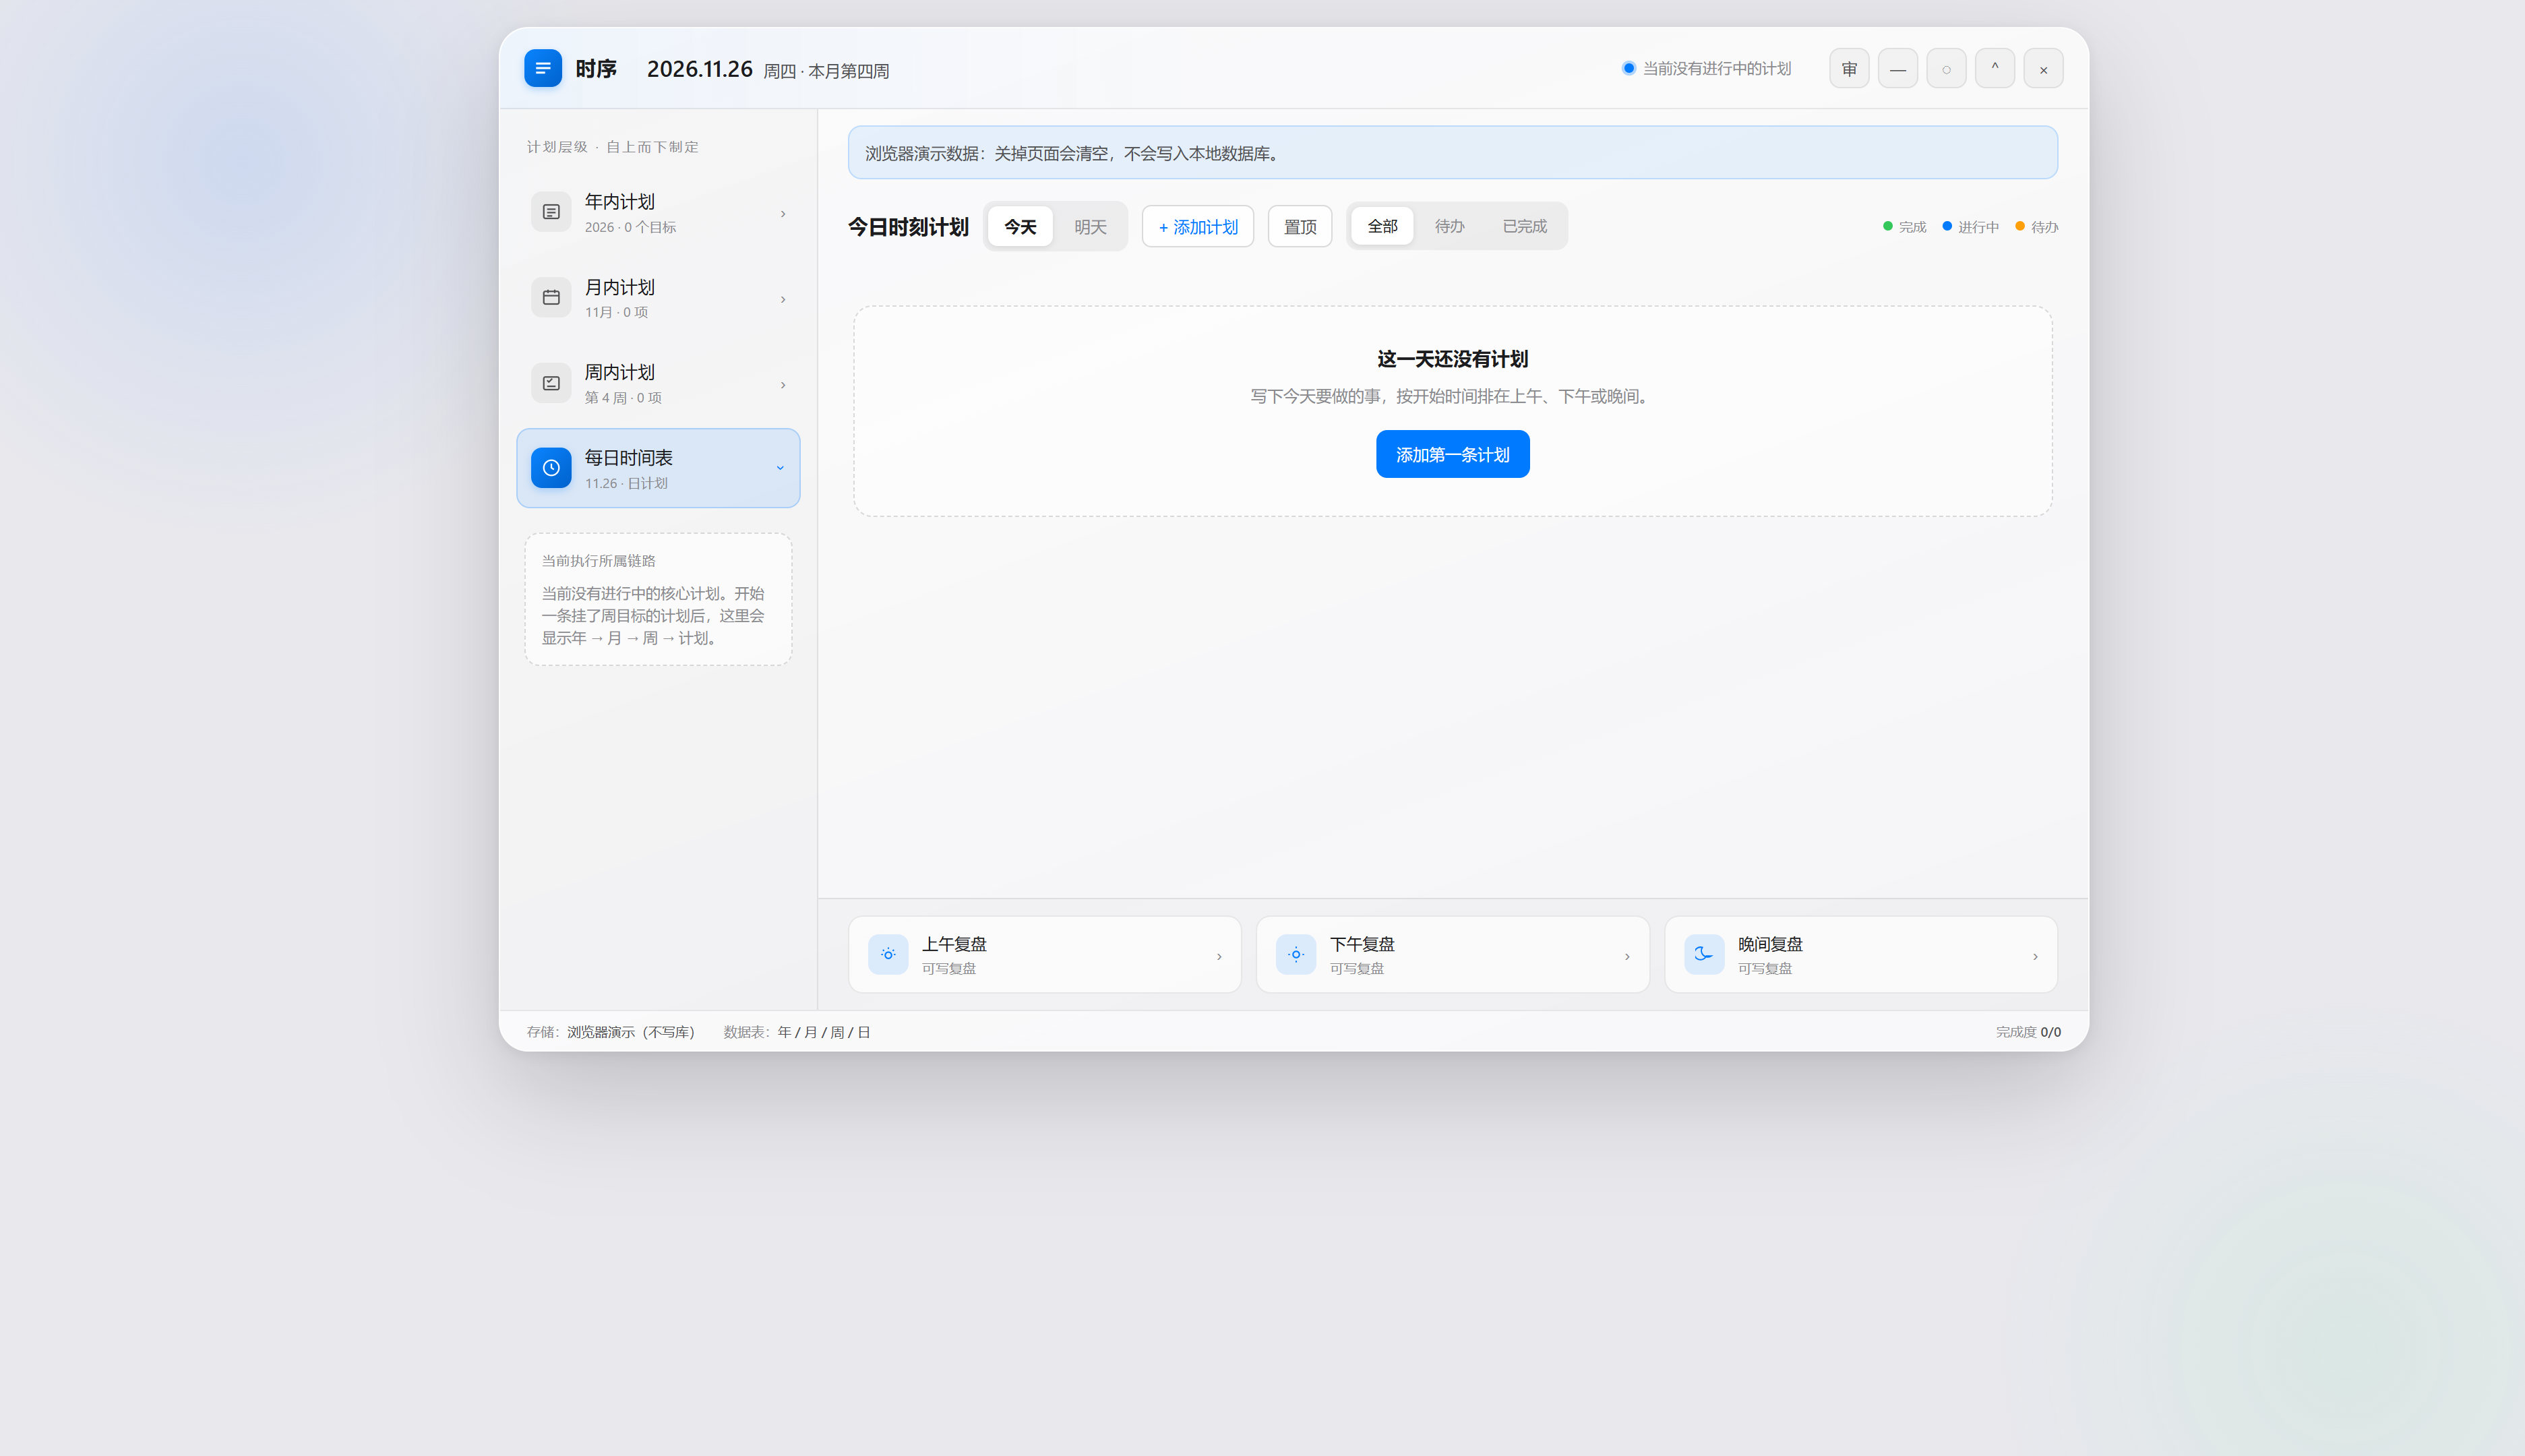 时序 2026.11.26 周四 · 本月第四周
当前没有进行中的计划 审 — ○ ^ ×
计划层级 · 自上而下制定
年内计划
2026 · 0 个目标
›
月内计划
11月 · 0 项
›
周内计划
第 4 周 · 0 项
›
每日时间表
11.26 · 日计划
当前执行所属链路
当前没有进行中的核心计划。开始
一条挂了周目标的计划后，这里会
显示年 → 月 → 周 → 计划。
浏览器演示数据：关掉页面会清空，不会写入本地数据库。
今日时刻计划 今天 明天 + 添加计划 置顶 全部 待办 已完成
完成 进行中 待办
这一天还没有计划
写下今天要做的事，按开始时间排在上午、下午或晚间。
添加第一条计划
上午复盘
可写复盘
›
下午复盘
可写复盘
›
晚间复盘
可写复盘
›
存储：浏览器演示（不写库） 数据表：年 / 月 / 周 / 日
完成度 0/0